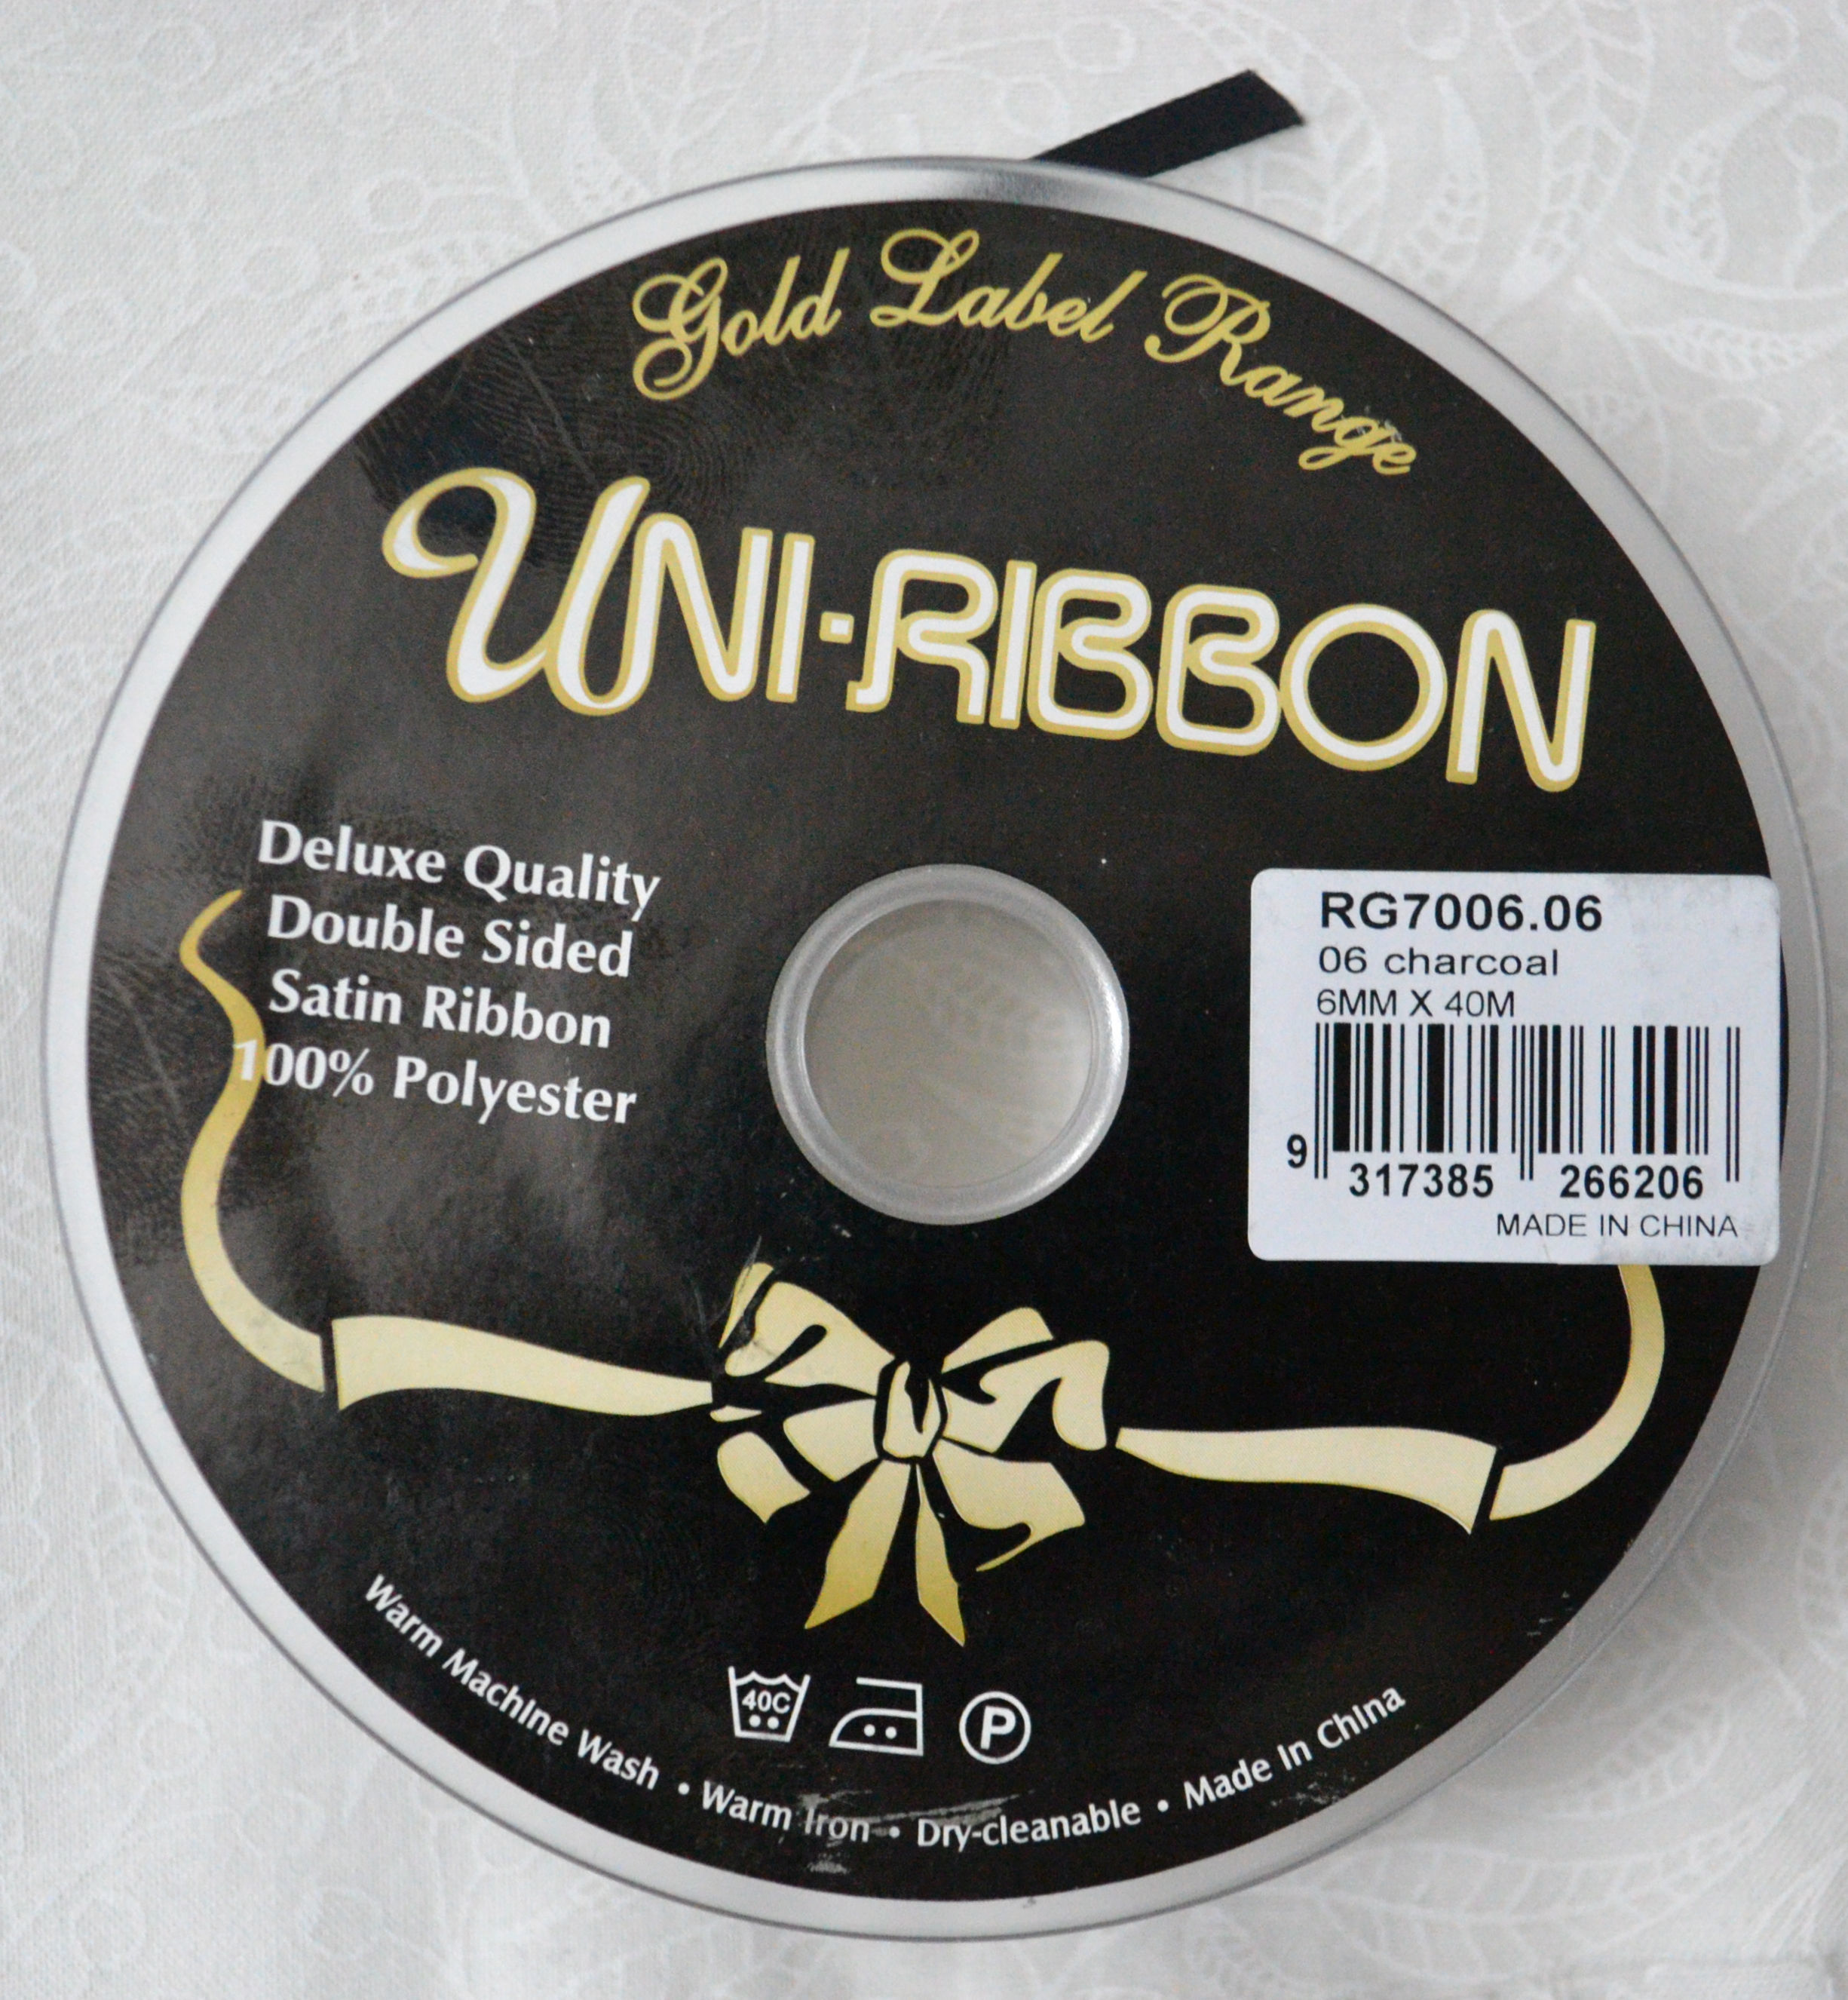 Gold Label Range
UNI-RIBBON
Deluxe Quality
Double Sided
Satin Ribbon
100% Polyester
RG7006.06
06 charcoal
6MM X 40M
9 317385 266206
MADE IN CHINA
40C
P
Warm Machine Wash • Warm Iron • Dry-cleanable • Made In China